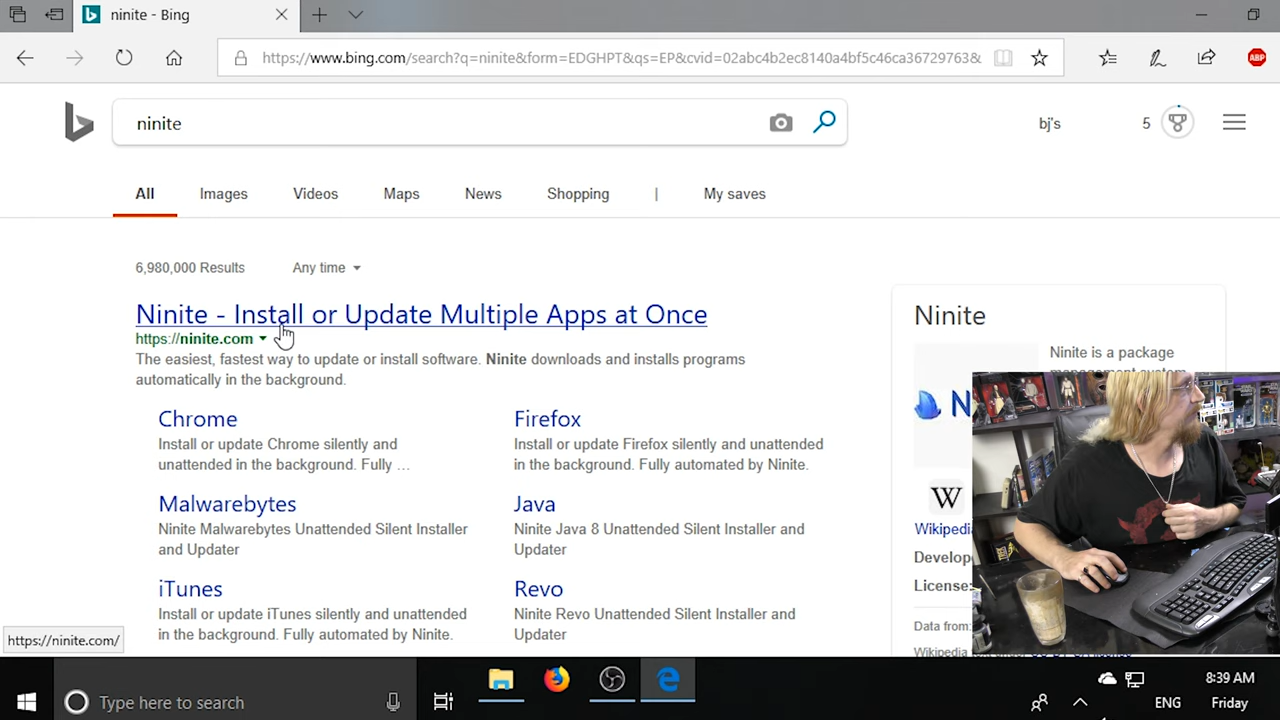 ninite - Bing
https://www.bing.com/search?q=ninite&form=EDGHPT&qs=EP&cvid=02abc4b2ec8140a4bf5c46ca36729763&
ABP
ninite
bj's
5
All
Images
Videos
Maps
News
Shopping
|
My saves
6,980,000 Results
Any time
Ninite - Install or Update Multiple Apps at Once
https://ninite.com
The easiest, fastest way to update or install software. Ninite downloads and installs programs
automatically in the background.
Chrome
Install or update Chrome silently and
unattended in the background. Fully ...
Firefox
Install or update Firefox silently and unattended
in the background. Fully automated by Ninite.
Malwarebytes
Ninite Malwarebytes Unattended Silent Installer
and Updater
Java
Ninite Java 8 Unattended Silent Installer and
Updater
iTunes
Install or update iTunes silently and unattended
in the background. Fully automated by Ninite.
Revo
Ninite Revo Unattended Silent Installer and
Updater
Ninite
Ninite is a package
N
W
Wikipedi
Develop
License:
Data from:
https://ninite.com/
Type here to search
8:39 AM
ENG
Friday